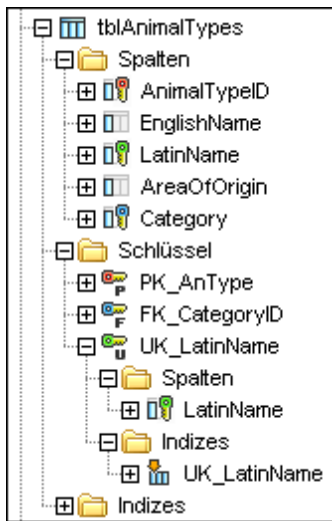 tblAnimalTypes
Spalten
AnimalTypeID
EnglishName
LatinName
AreaOfOrigin
Category
Schlüssel
P PK_AnType
F FK_CategoryID
U UK_LatinName
Spalten
LatinName
Indizes
UK_LatinName
Indizes